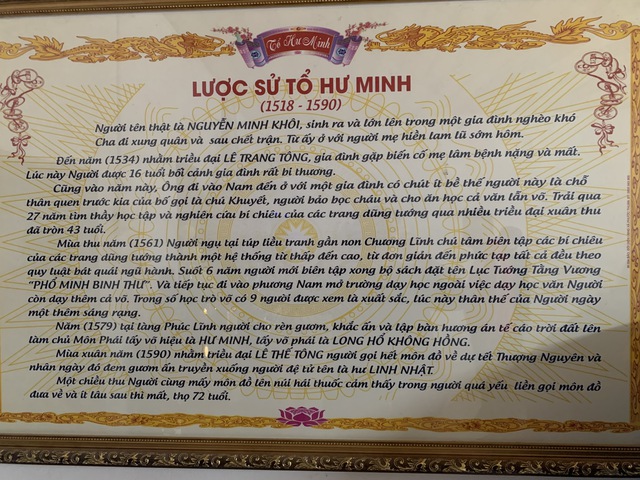 Tổ Hư Minh
LƯỢC SỬ TỔ HƯ MINH
(1518 - 1590)
Người tên thật là NGUYỄN MINH KHÔI, sinh ra và lớn lên trong một gia đình nghèo khó
Cha đi xung quân và sau chết trận. Từ ấy ở với người mẹ hiền lam lũ sớm hôm.
Đến năm (1534) nhằm triều đại LÊ TRANG TÔNG, gia đình gặp biến cố mẹ lâm bệnh nặng và mất.
Lúc này Người được 16 tuổi bối cảnh gia đình rất bi thương.
Cũng vào năm này, Ông đi vào Nam đến ở với một gia đình có chút ít bề thế người này là chỗ
thân quen trước kia của bố gọi là chú Khuyết, người bảo bọc cháu và cho ăn học cả văn lẫn võ. Trải qua
27 năm tìm thầy học tập và nghiên cứu bí chiêu của các trang dũng tướng qua nhiều triều đại xuân thu
đã tròn 43 tuổi.
Mùa thu năm (1561) Người ngụ tại túp liều tranh gần non Chương Lĩnh chú tâm biên tập các bí chiêu
của các trang dũng tướng thành một hệ thống từ thấp đến cao, từ đơn giản đến phức tạp tất cả đều theo
quy luật bát quái ngũ hành. Suốt 6 năm người mới biên tập xong bộ sách đặt tên Lục Tướng Tằng Vương
"PHỔ MINH BINH THƯ". Và tiếp tục đi vào phương Nam mở trường dạy học ngoài việc dạy học văn Người
còn dạy thêm cả võ. Trong số học trò võ có 9 người được xem là xuất sắc, lúc này thân thế của Người ngày
một thêm sáng rạng.
Năm (1579) tại làng Phúc Lĩnh người cho rèn gươm, khắc ấn và lập bàn hương án tế cáo trời đất lên
làm chủ Môn Phái lấy võ hiệu là HƯ MINH, lấy võ phái là LONG HỔ KHÔNG HỒNG.
Mùa xuân năm (1590) nhằm triều đại LÊ THẾ TÔNG người gọi hết môn đồ về dự tết Thượng Nguyên và
nhân ngày đó đem gươm ấn truyền xuống người đệ tử tên là hư LINH NHẬT.
Một chiều thu Người cùng mấy môn đồ lên núi hái thuốc cảm thấy trong người quá yếu liền gọi môn đồ
đưa về và ít lâu sau thì mất, thọ 72 tuổi.